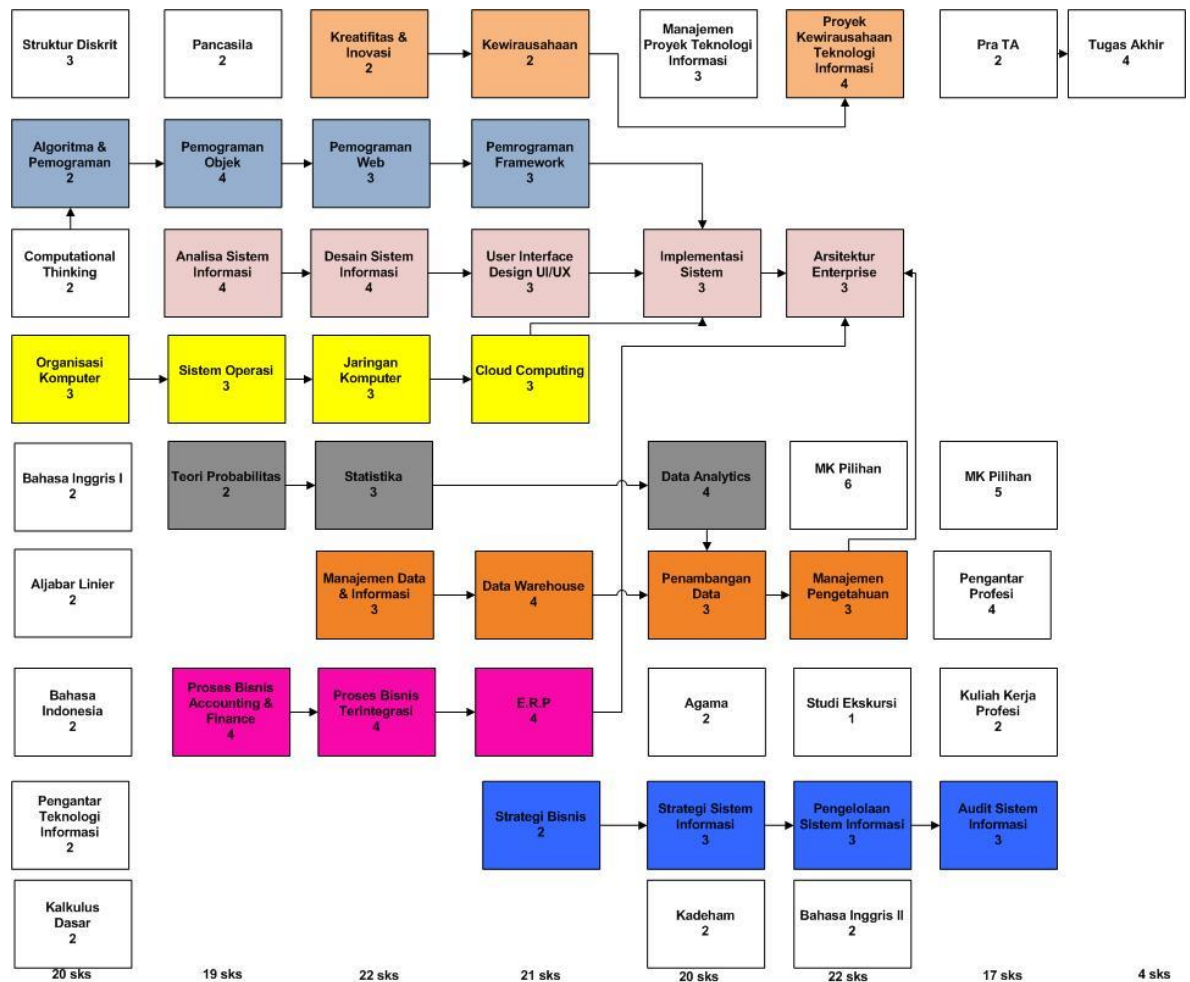 Struktur Diskrit
3
Pancasila
2
Kreatifitas &
Inovasi
2
Kewirausahaan
2
Manajemen
Proyek Teknologi
Informasi
3
Proyek
Kewirausahaan
Teknologi
Informasi
4
Pra TA
2
Tugas Akhir
4
Algoritma &
Pemograman
2
Pemograman
Objek
4
Pemograman
Web
3
Pemrograman
Framework
3
Computational
Thinking
2
Analisa Sistem
Informasi
4
Desain Sistem
Informasi
4
User Interface
Design UI/UX
3
Implementasi
Sistem
3
Arsitektur
Enterprise
3
Organisasi
Komputer
3
Sistem Operasi
3
Jaringan
Komputer
3
Cloud Computing
3
Bahasa Inggris I
2
Teori Probabilitas
2
Statistika
3
Data Analytics
4
MK Pilihan
6
MK Pilihan
5
Aljabar Linier
2
Manajemen Data
& Informasi
3
Data Warehouse
4
Penambangan
Data
3
Manajemen
Pengetahuan
3
Pengantar
Profesi
4
Bahasa
Indonesia
2
Proses Bisnis
Accounting &
Finance
4
Proses Bisnis
Terintegrasi
4
E.R.P
4
Agama
2
Studi Ekskursi
1
Kuliah Kerja
Profesi
2
Pengantar
Teknologi
Informasi
2
Strategi Bisnis
2
Strategi Sistem
Informasi
3
Pengelolaan
Sistem Informasi
3
Audit Sistem
Informasi
3
Kalkulus
Dasar
2
Kadeham
2
Bahasa Inggris II
2
20 sks
19 sks
22 sks
21 sks
20 sks
22 sks
17 sks
4 sks